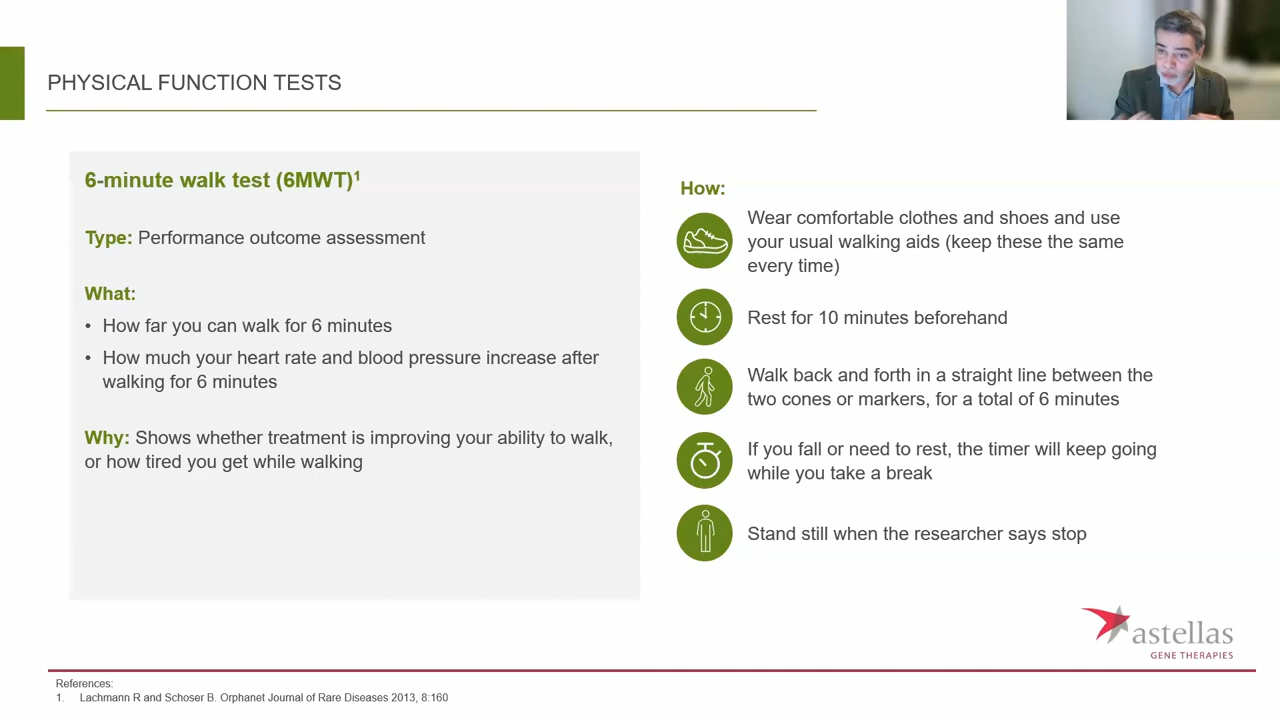 PHYSICAL FUNCTION TESTS
6-minute walk test (6MWT)¹
Type: Performance outcome assessment
What:
• How far you can walk for 6 minutes
• How much your heart rate and blood pressure increase after
walking for 6 minutes
Why: Shows whether treatment is improving your ability to walk,
or how tired you get while walking
How:
Wear comfortable clothes and shoes and use
your usual walking aids (keep these the same
every time)
Rest for 10 minutes beforehand
Walk back and forth in a straight line between the
two cones or markers, for a total of 6 minutes
If you fall or need to rest, the timer will keep going
while you take a break
Stand still when the researcher says stop
astellas
GENE THERAPIES
References:
1. Lachmann R and Schoser B. Orphanet Journal of Rare Diseases 2013, 8:160